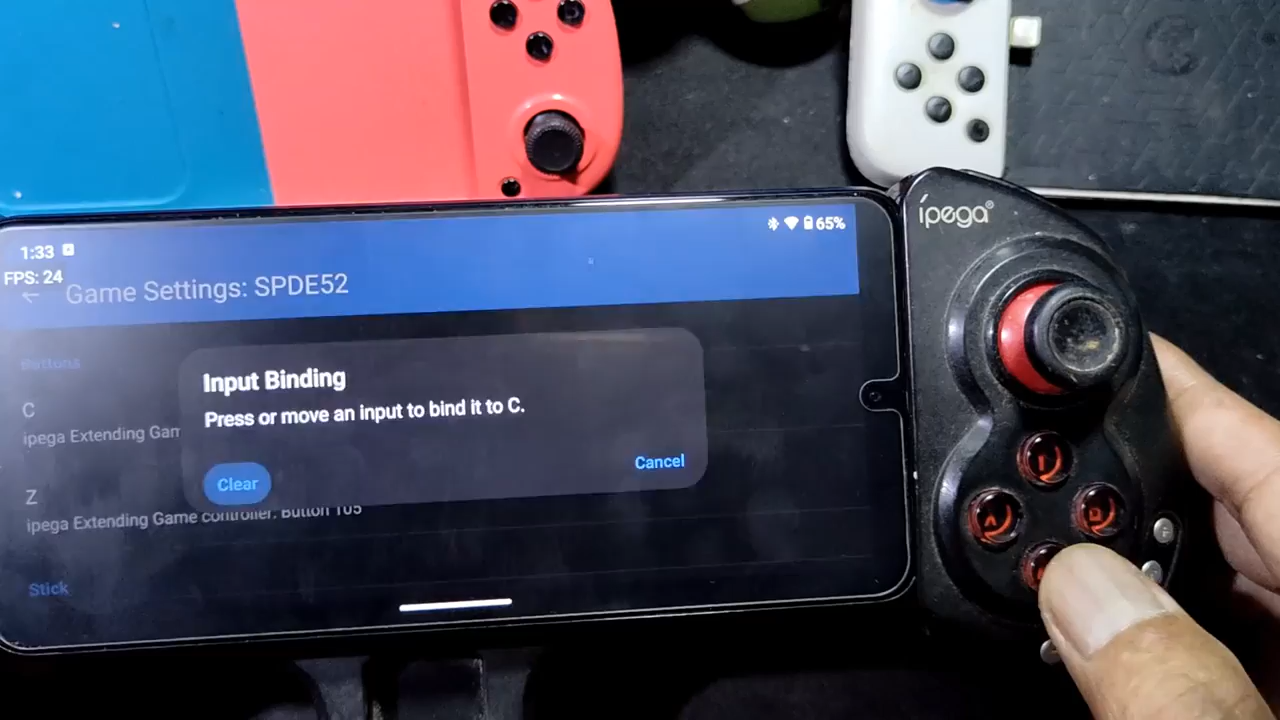 ípega®
1:33
65%
FPS: 24
Game Settings: SPDE52
Buttons
Input Binding
C
Press or move an input to bind it to C.
ipega Extending Gam
Cancel
Clear
Z
ipega Extending Game controller: Button 105
Stick